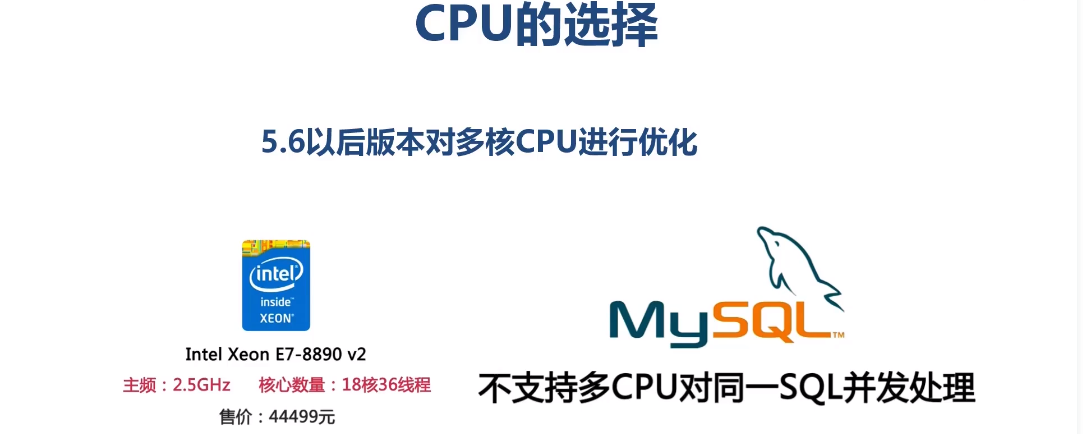 CPU的选择
5.6以后版本对多核CPU进行优化
intel
inside™
XEON®
Intel Xeon E7-8890 v2
主频：2.5GHz 核心数量：18核36线程
售价：44499元
MySQL™
不支持多CPU对同一SQL并发处理